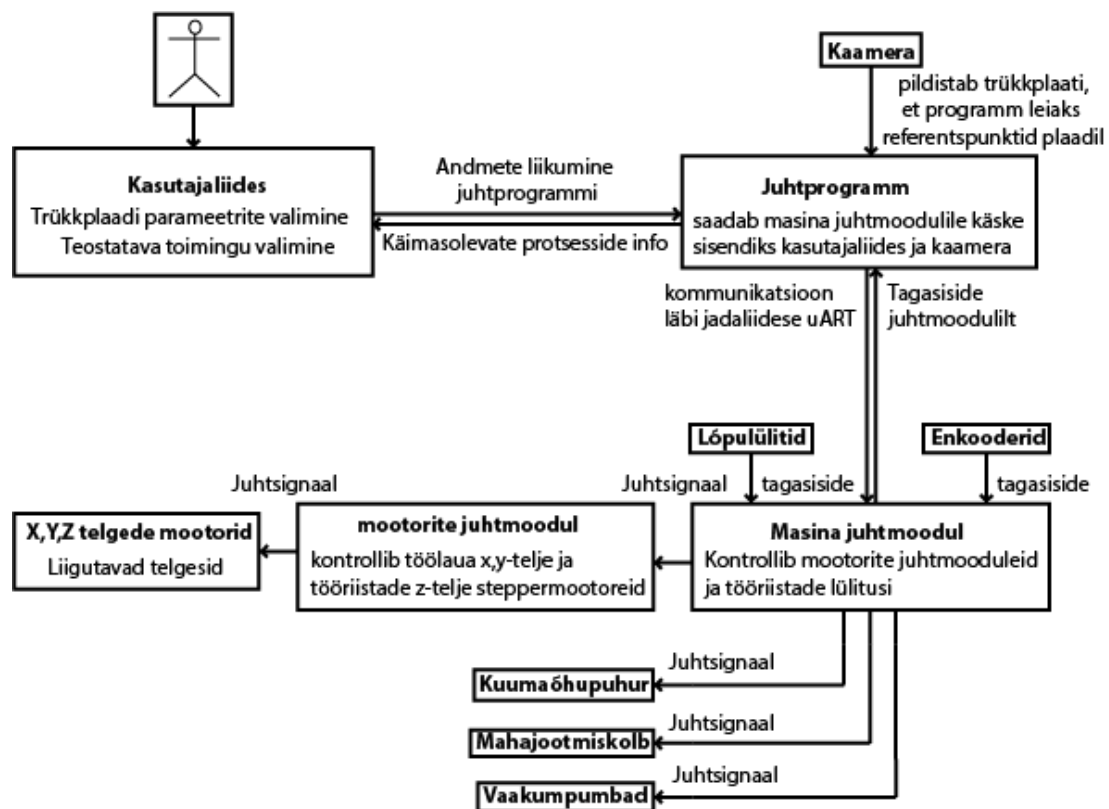 Kaamera
pildistab trükkplaati,
et programm leiaks
referentspunktid plaadil
Kasutajaliides
Trükkplaadi parameetrite valimine
Teostatava toimingu valimine
Andmete liikumine
juhtprogrammi
Käimasolevate protsesside info
Juhtprogramm
saadab masina juhtmoodulile käske
sisendiks kasutajaliides ja kaamera
kommunikatsioon
läbi jadaliidese uART
Tagasiside
juhtmoodulilt
Lópulülitid
Enkooderid
Juhtsignaal
Juhtsignaal
tagasiside
tagasiside
X,Y,Z telgede mootorid
Liigutavad telgesid
mootorite juhtmoodul
kontrollib töölaua x,y-telje ja
tööriistade z-telje steppermootoreid
Masina juhtmoodul
Kontrollib mootorite juhtmooduleid
ja tööriistade lülitusi
Juhtsignaal
Kuumaõhupuhur
Juhtsignaal
Mahajootmiskolb
Juhtsignaal
Vaakumpumbad